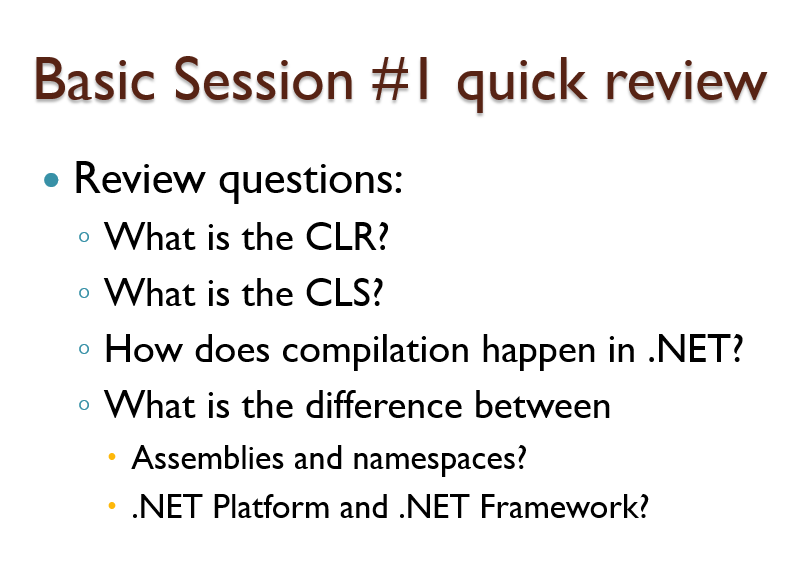 Basic Session #1 quick review
• Review questions:
◦ What is the CLR?
◦ What is the CLS?
◦ How does compilation happen in .NET?
◦ What is the difference between
• Assemblies and namespaces?
• .NET Platform and .NET Framework?